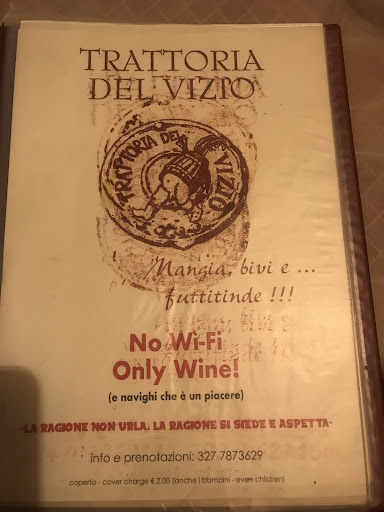 TRATTORIA
DEL VIZIO
TRATTORIA DEL VIZIO
Mangia, bivi e ...
futtitinde !!!
No Wi-Fi
Only Wine!
(e navighi che è un piacere)
-LA RAGIONE NON URLA. LA RAGIONE SI SIEDE E ASPETTA-
info e prenotazioni: 327 7873629
coperto - cover charge € 2.00 (anche i bambini - even children)